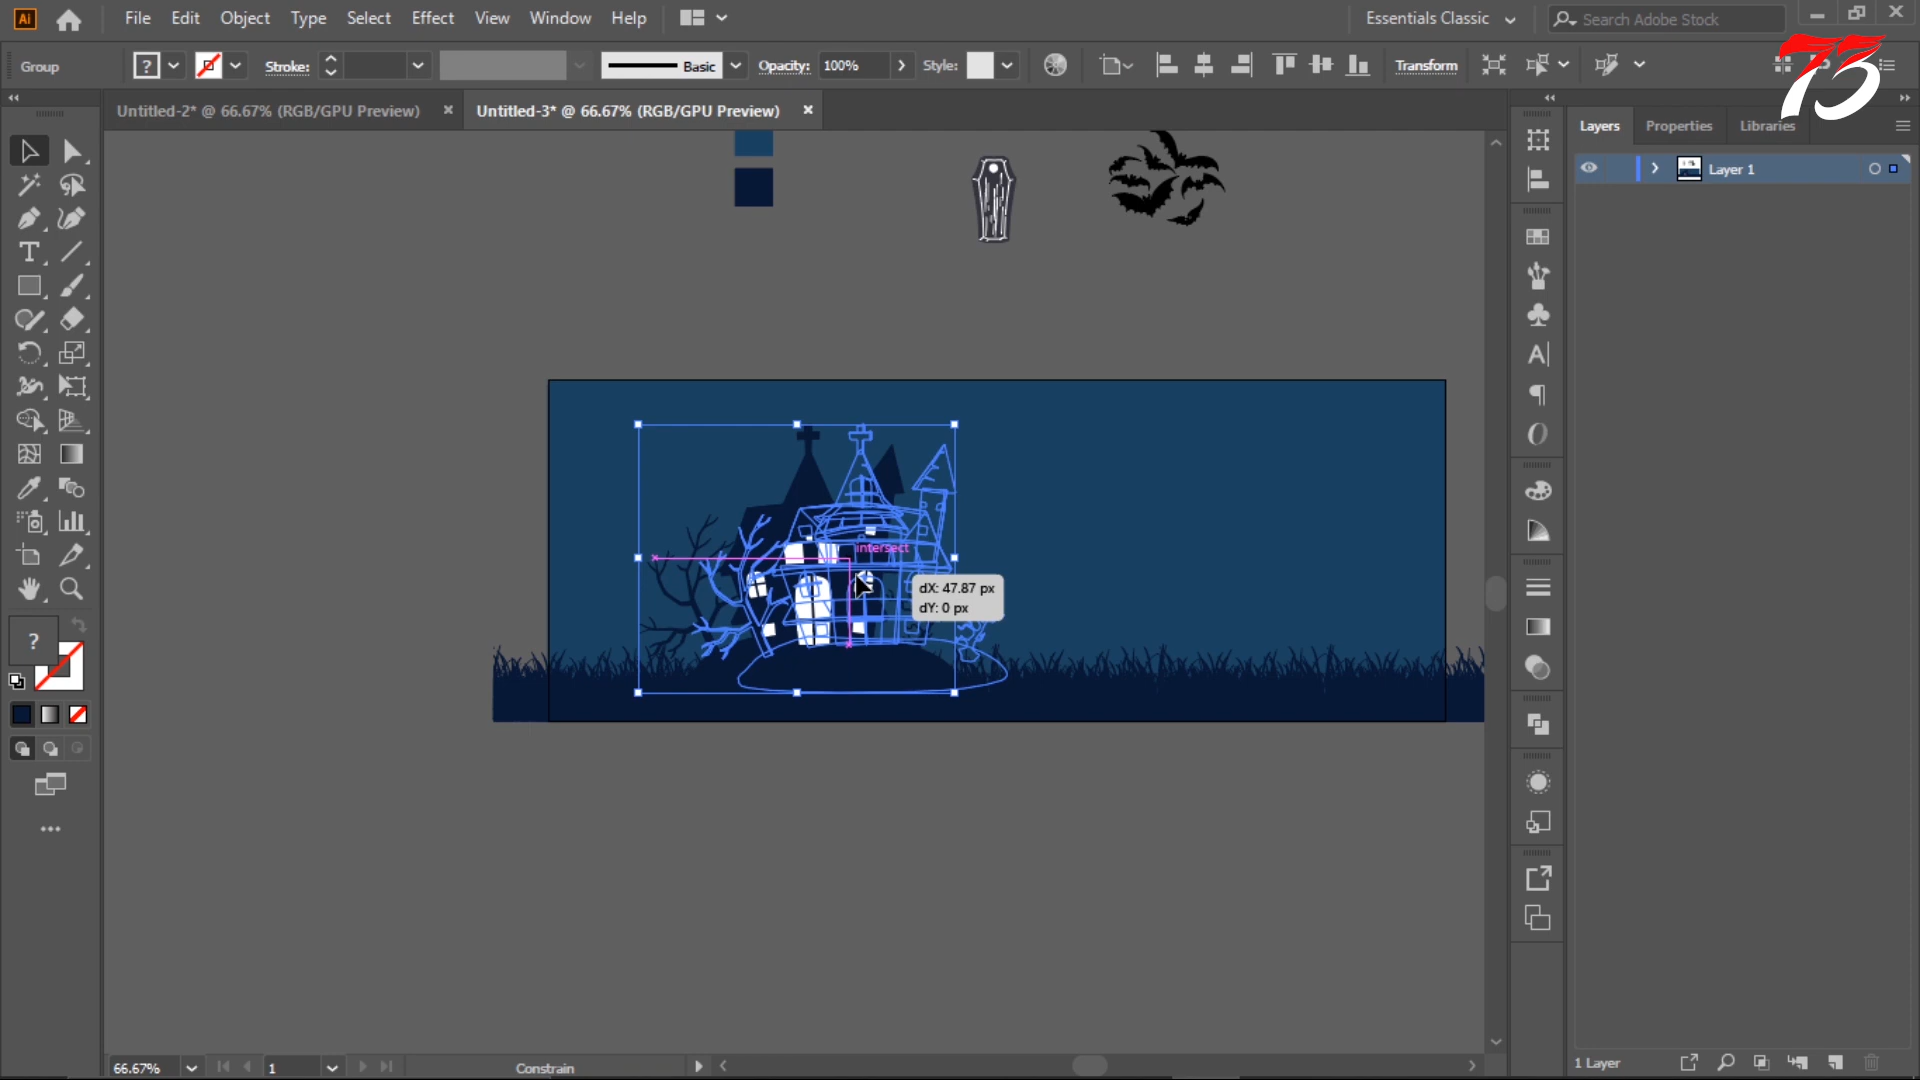 Ai File Edit Object Type Select Effect View Window Help Essentials Classic Search Adobe Stock
Group ? Stroke: Basic Opacity: 100% Style: Transform
73
Untitled-2* @ 66.67% (RGB/GPU Preview) × Untitled-3* @ 66.67% (RGB/GPU Preview) ×
Layers Properties Libraries
Layer 1
intersect
dX: 47.87 px
dY: 0 px
?
66.67% 1 Constrain
1 Layer